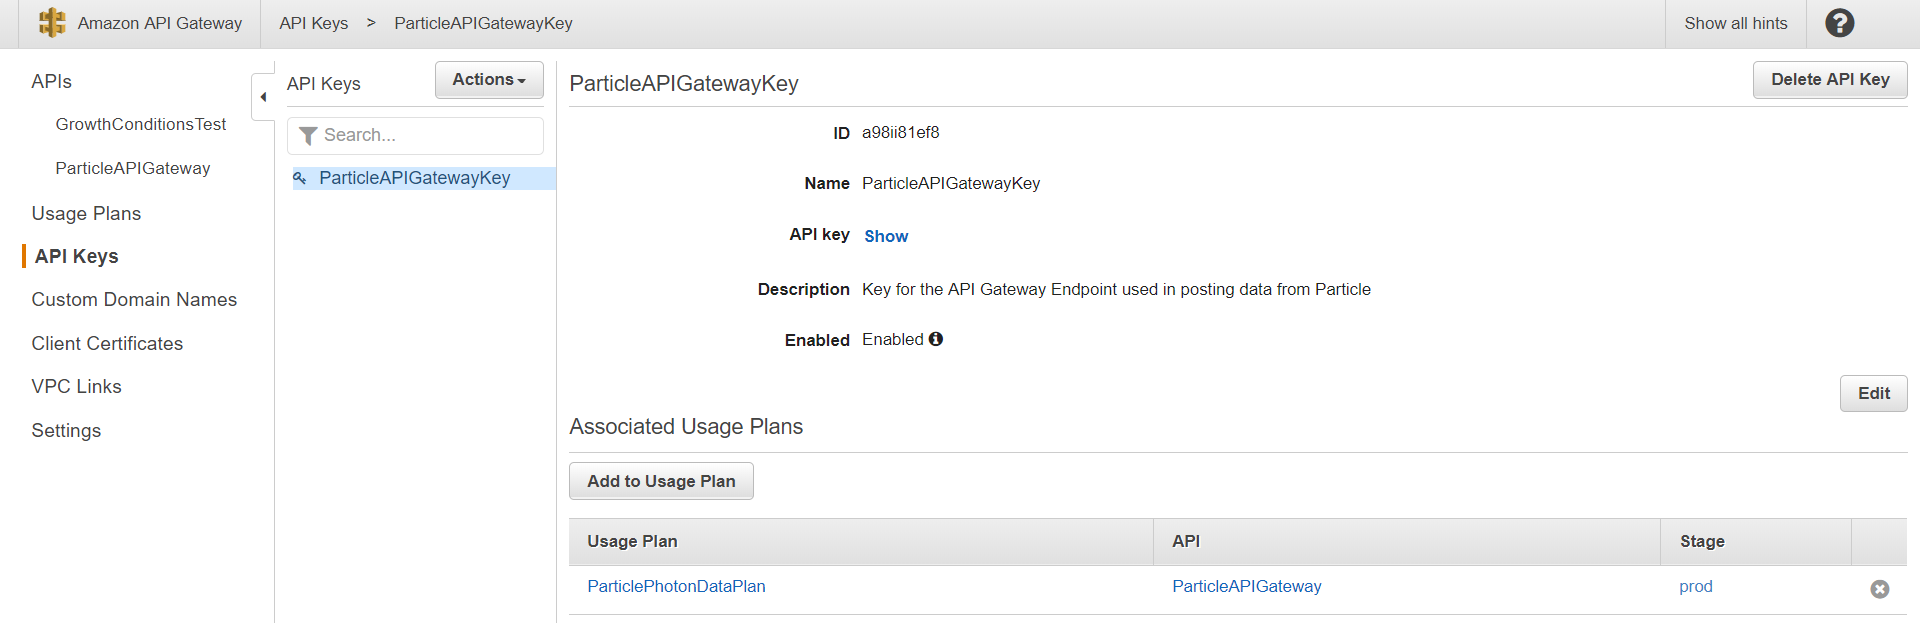 Amazon API Gateway
API Keys > ParticleAPIGatewayKey
Show all hints
?
APIs
GrowthConditionsTest
ParticleAPIGateway
Usage Plans
API Keys
Custom Domain Names
Client Certificates
VPC Links
Settings
API Keys
Actions
Search...
ParticleAPIGatewayKey
ParticleAPIGatewayKey
Delete API Key
ID a98ii81ef8
Name ParticleAPIGatewayKey
API key Show
Description Key for the API Gateway Endpoint used in posting data from Particle
Enabled Enabled
Edit
Associated Usage Plans
Add to Usage Plan
Usage Plan API Stage
ParticlePhotonDataPlan ParticleAPIGateway prod